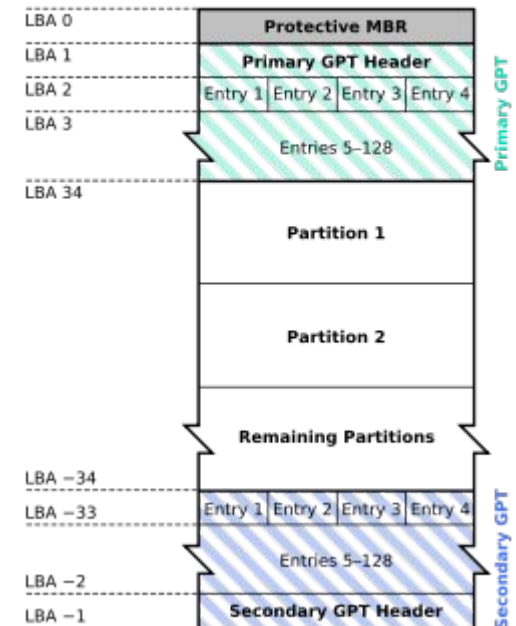 LBA 0
Protective MBR
LBA 1
Primary GPT Header
LBA 2
Entry 1 Entry 2 Entry 3 Entry 4
LBA 3
Entries 5–128
Primary GPT
LBA 34
Partition 1
Partition 2
Remaining Partitions
LBA −34
LBA −33
Entry 1 Entry 2 Entry 3 Entry 4
Entries 5–128
LBA −2
LBA −1
Secondary GPT Header
Secondary GPT